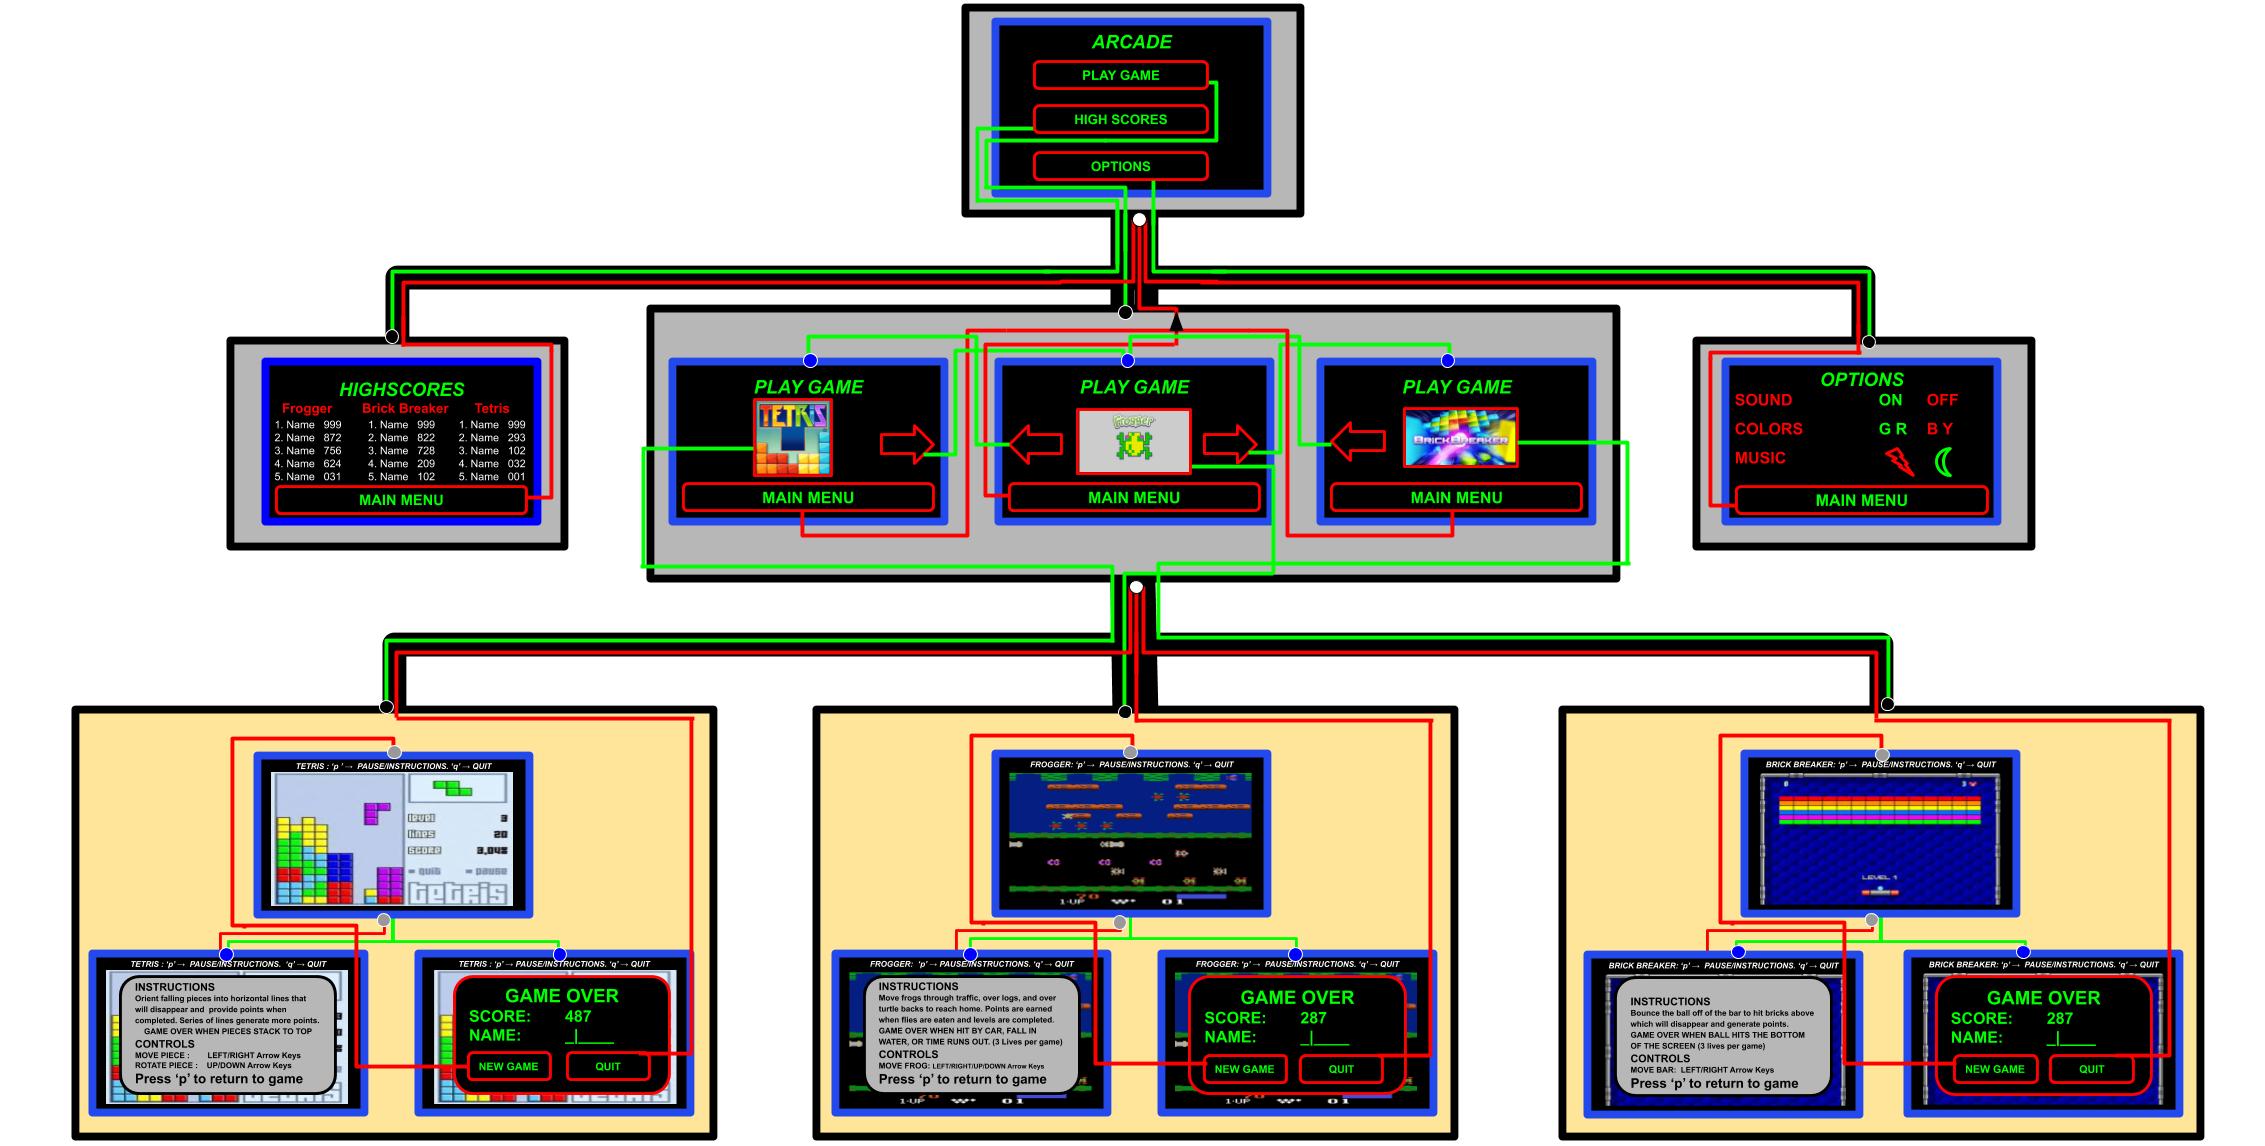 ARCADE
PLAY GAME
HIGH SCORES
OPTIONS
HIGHSCORES
Frogger Brick Breaker Tetris
1. Name 999 1. Name 999 1. Name 999
2. Name 872 2. Name 822 2. Name 293
3. Name 756 3. Name 728 3. Name 102
4. Name 624 4. Name 209 4. Name 032
5. Name 031 5. Name 102 5. Name 001
MAIN MENU
PLAY GAME
TETRIS
MAIN MENU
PLAY GAME
Frogger
MAIN MENU
PLAY GAME
BRICKBREAKER
MAIN MENU
OPTIONS
SOUND ON OFF
COLORS G R B Y
MUSIC
MAIN MENU
TETRIS : ‘p ’→ PAUSE/INSTRUCTIONS. ‘q’→ QUIT
level 3
lines 20
score
= quit = pause
tetris
TETRIS : ‘p’→ PAUSE/INSTRUCTIONS. ‘q’→ QUIT
INSTRUCTIONS
Orient falling pieces into horizontal lines that
will disappear and provide points when
completed. Series of lines generate more points.
GAME OVER WHEN PIECES STACK TO TOP
CONTROLS
MOVE PIECE : LEFT/RIGHT Arrow Keys
ROTATE PIECE : UP/DOWN Arrow Keys
Press ‘p’ to return to game
TETRIS : ‘p’→ PAUSE/INSTRUCTIONS. ‘q’→ QUIT
GAME OVER
SCORE: 487
NAME: _|_____
NEW GAME QUIT
FROGGER: ‘p’→ PAUSE/INSTRUCTIONS. ‘q’→ QUIT
1-UP 70 01
FROGGER: ‘p’→ PAUSE/INSTRUCTIONS. ‘q’→ QUIT
INSTRUCTIONS
Move frogs through traffic, over logs, and over
turtle backs to reach home. Points are earned
when flies are eaten and levels are completed.
GAME OVER WHEN HIT BY CAR, FALL IN
WATER, OR TIME RUNS OUT. (3 Lives per game)
CONTROLS
MOVE FROG: LEFT/RIGHT/UP/DOWN Arrow Keys
Press ‘p’ to return to game
1-UP 01
FROGGER: ‘p’→ PAUSE/INSTRUCTIONS. ‘q’→ QUIT
GAME OVER
SCORE: 287
NAME: _|_____
NEW GAME QUIT
1-UP 01
BRICK BREAKER: ‘p’→ PAUSE/INSTRUCTIONS. ‘q’→ QUIT
0 3
LEVEL 1
BRICK BREAKER: ‘p’→ PAUSE/INSTRUCTIONS. ‘q’→ QUIT
INSTRUCTIONS
Bounce the ball off of the bar to hit bricks above
which will disappear and generate points.
GAME OVER WHEN BALL HITS THE BOTTOM
OF THE SCREEN (3 lives per game)
CONTROLS
MOVE BAR: LEFT/RIGHT Arrow Keys
Press ‘p’ to return to game
BRICK BREAKER: ‘p’→ PAUSE/INSTRUCTIONS. ‘q’→ QUIT
GAME OVER
SCORE: 287
NAME: _|_____
NEW GAME QUIT